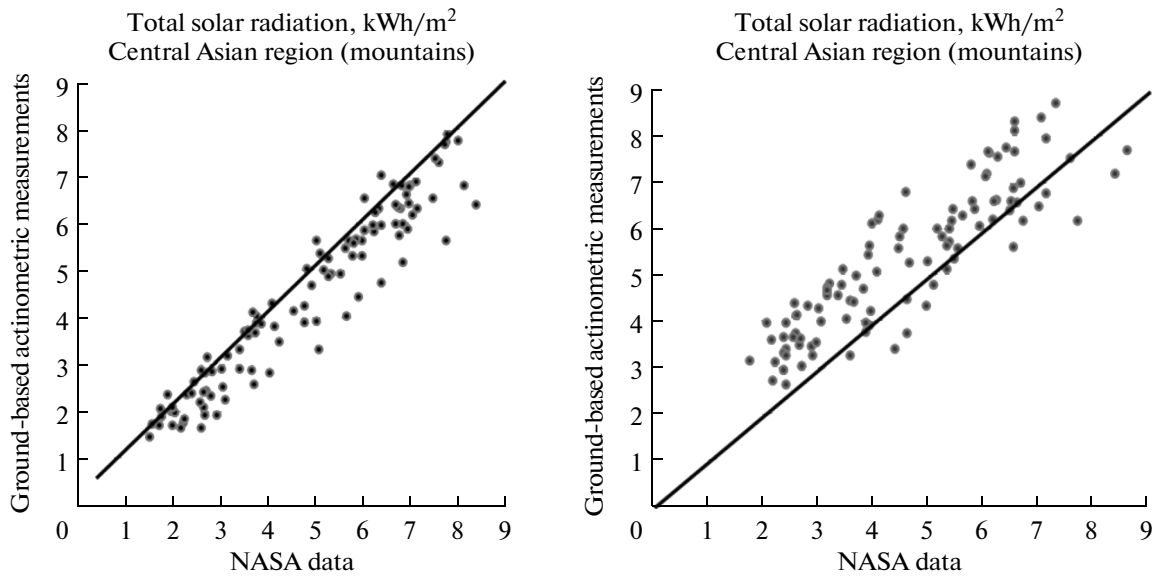 Total solar radiation, kWh/m²
Central Asian region (mountains)
Ground-based actinometric measurements
9
8
7
6
5
4
3
2
1
0
1 2 3 4 5 6 7 8 9
NASA data
Total solar radiation, kWh/m²
Central Asian region (mountains)
Ground-based actinometric measurements
9
8
7
6
5
4
3
2
1
0
1 2 3 4 5 6 7 8 9
NASA data